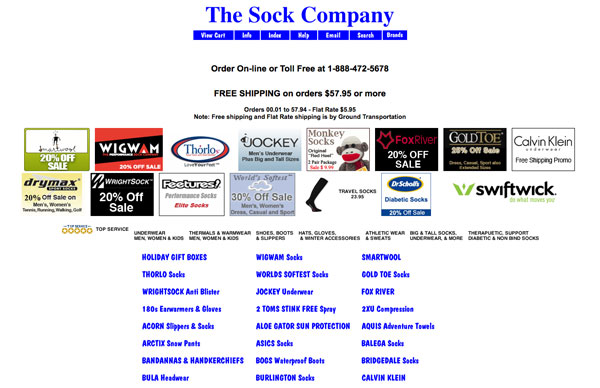 The Sock Company
View Cart Info Index Help Email Search Brands
Order On-line or Toll Free at 1-888-472-5678
FREE SHIPPING on orders $57.95 or more
Orders 00.01 to 57.94 - Flat Rate $5.95
Note: Free shipping and Flat Rate shipping is by Ground Transportation
smartwool
20% OFF
SALE
WIGWAM
20% OFF SALE
Thorlo
JOCKEY
Men's Underwear
Plus Big and Tall Sizes
Monkey
Socks
Original
"Red Heel"
2 Pair Package
Sale $ 9.99
FoxRiver
20% OFF
SALE
GOLDTOE
30% Off Sale
Dress, Casual, Sport also
Extended Sizes
Calvin Klein
underwear
Free Shipping Promo
drymax
SPORT SOCKS
20% Off Sale on
Men's, Women's
Tennis, Running, Walking, Golf
WRIGHTSOCK
20% Off
Sale
Feetures!
Performance Socks
Elite Socks
World's Softest
30% Off Sale
Men's, Women's
Dress, Casual and Sport
TRAVEL SOCKS
23.95
Dr Scholl's
Diabetic Socks
20% Off Sale
swiftwick
do what moves you
TOP SERVICE
TOP SERVICE
UNDERWEAR
MEN, WOMEN & KIDS
THERMALS & WARMWEAR
MEN, WOMEN & KIDS
SHOES, BOOTS
& SLIPPERS
HATS, GLOVES,
& WINTER ACCESSORIES
ATHLETIC WEAR
& SWEATS
BIG & TALL SOCKS,
UNDERWEAR, & MORE
THERAPUETIC, SUPPORT
DIABETIC & NON BIND SOCKS
HOLIDAY GIFT BOXES WIGWAM Socks SMARTWOOL
THORLO Socks WORLDS SOFTEST Socks GOLD TOE Socks
WRIGHTSOCK Anti Blister JOCKEY Underwear FOX RIVER
180s Earwarmers & Gloves 2 TOMS STINK FREE Spray 2XU Compression
ACORN Slippers & Socks ALOE GATOR SUN PROTECTION AQUIS Adventure Towels
ARCTIX Snow Pants ASICS Socks BALEGA Socks
BANDANNAS & HANDKERCHIEFS BOGS Waterproof Boots BRIDGEDALE Socks
BULA Headwear BURLINGTON Socks CALVIN KLEIN